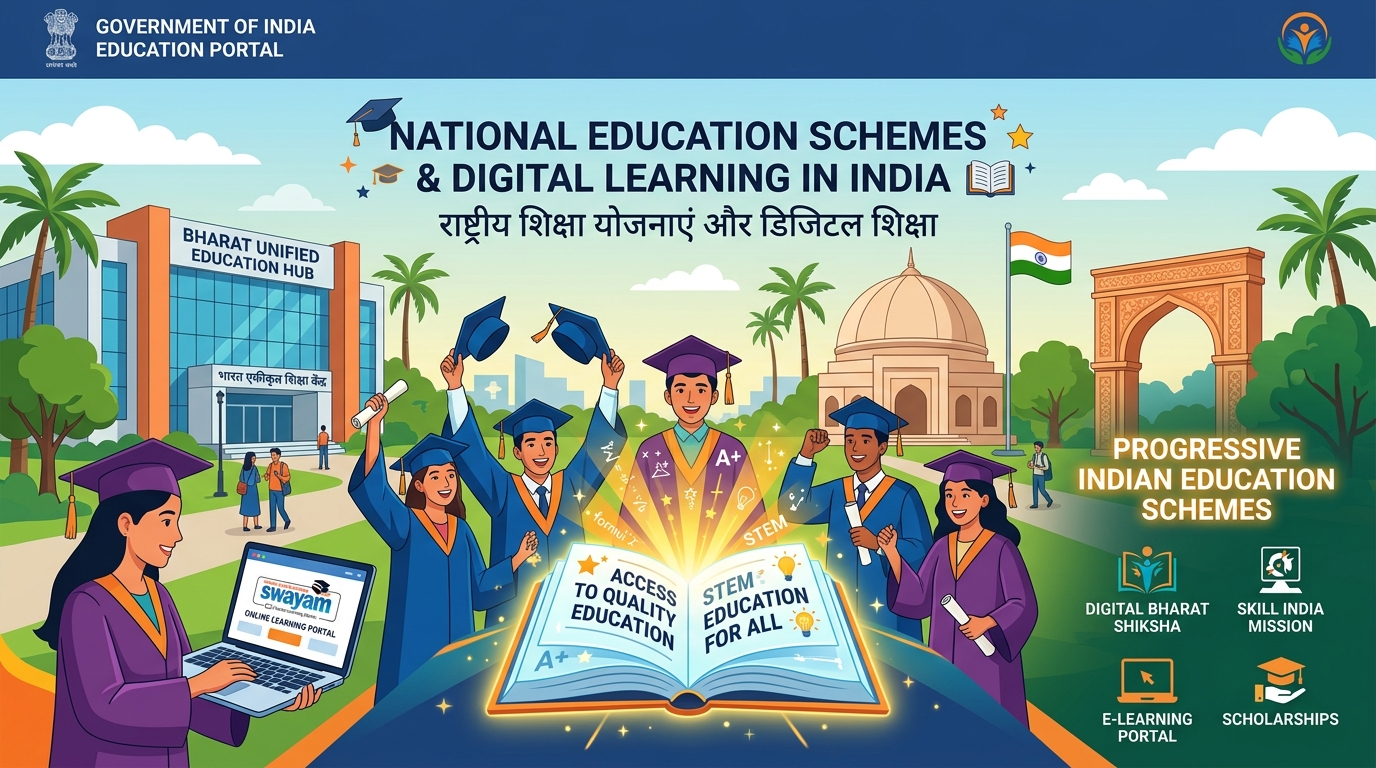 GOVERNMENT OF INDIA
EDUCATION PORTAL
NATIONAL EDUCATION SCHEMES
& DIGITAL LEARNING IN INDIA
राष्ट्रीय शिक्षा योजनाएं और डिजिटल शिक्षा
BHARAT UNIFIED
EDUCATION HUB
भारत एकीकृत शिक्षा केंद्र
swayam
ONLINE LEARNING PORTAL
A+
STEM
ACCESS
TO QUALITY
EDUCATION
A+
STEM
EDUCATION
FOR ALL
PROGRESSIVE
INDIAN EDUCATION
SCHEMES
DIGITAL BHARAT
SHIKSHA
SKILL INDIA
MISSION
E-LEARNING
PORTAL
SCHOLARSHIPS